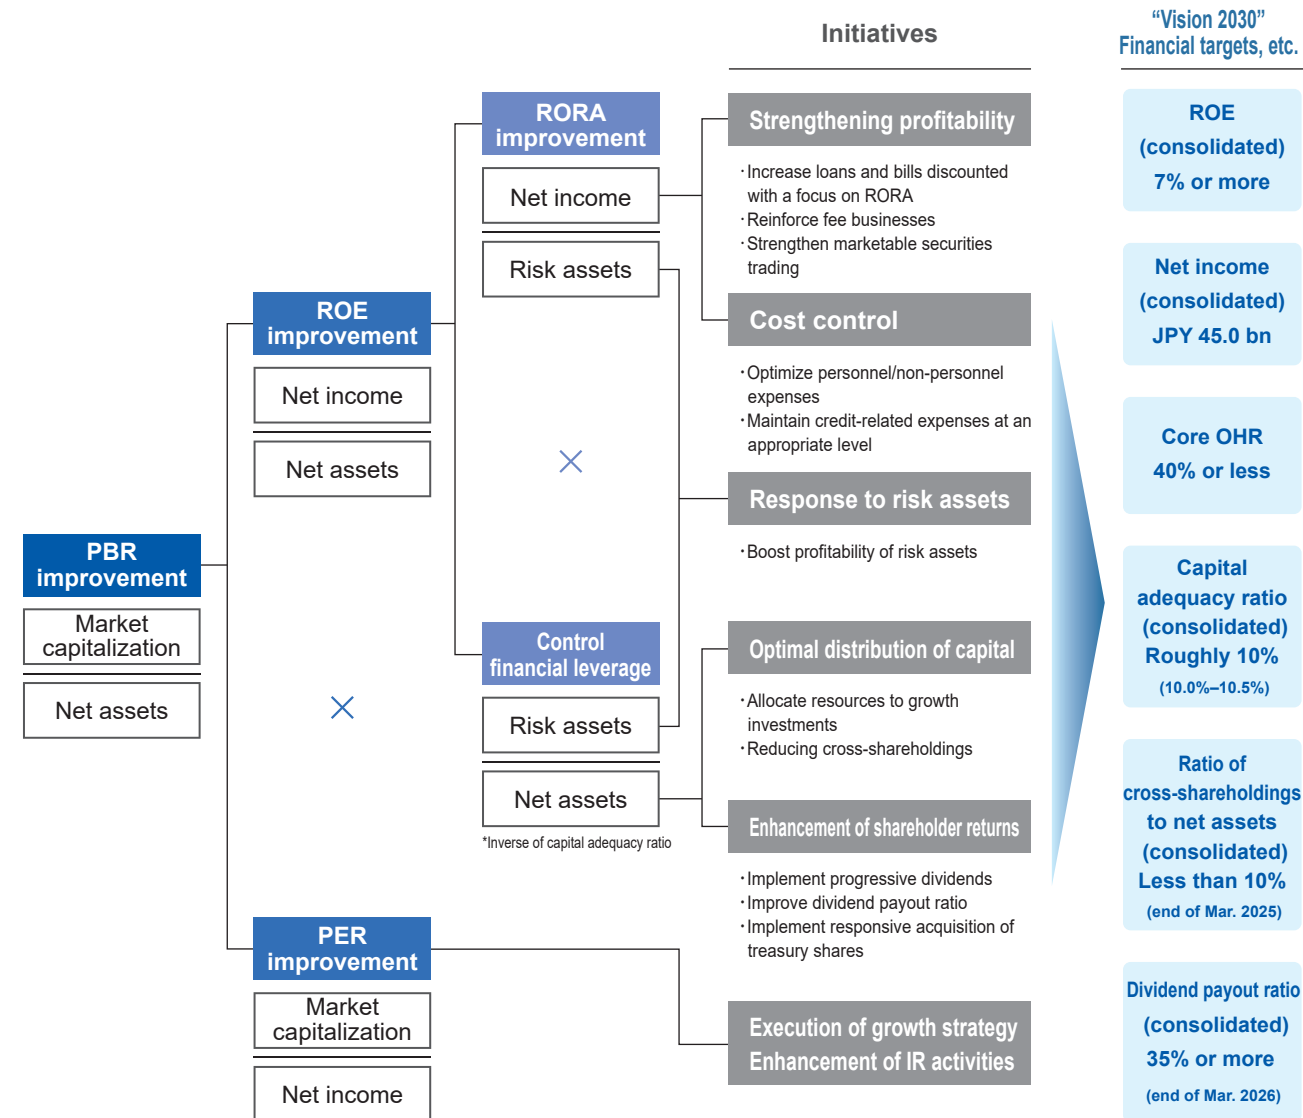 Initiatives
“Vision 2030”
Financial targets, etc.
PBR
improvement
Market
capitalization
Net assets
ROE
improvement
Net income
Net assets
×
PER
improvement
Market
capitalization
Net income
RORA
improvement
Net income
Risk assets
×
Control
financial leverage
Risk assets
Net assets
*Inverse of capital adequacy ratio
Strengthening profitability
･Increase loans and bills discounted
with a focus on RORA
･Reinforce fee businesses
･Strengthen marketable securities
trading
Cost control
･Optimize personnel/non-personnel
expenses
･Maintain credit-related expenses at an
appropriate level
Response to risk assets
･Boost profitability of risk assets
Optimal distribution of capital
･Allocate resources to growth
investments
･Reducing cross-shareholdings
Enhancement of shareholder returns
･Implement progressive dividends
･Improve dividend payout ratio
･Implement responsive acquisition of
treasury shares
Execution of growth strategy
Enhancement of IR activities
ROE
(consolidated)
7% or more
Net income
(consolidated)
JPY 45.0 bn
Core OHR
40% or less
Capital
adequacy ratio
(consolidated)
Roughly 10%
(10.0%–10.5%)
Ratio of
cross-shareholdings
to net assets
(consolidated)
Less than 10%
(end of Mar. 2025)
Dividend payout ratio
(consolidated)
35% or more
(end of Mar. 2026)